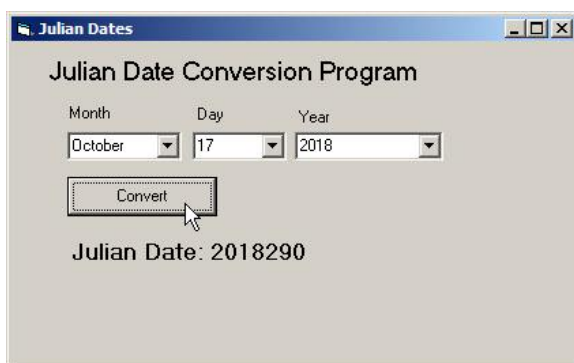 Julian Dates
Julian Date Conversion Program
Month Day Year
October 17 2018
Convert
Julian Date: 2018290